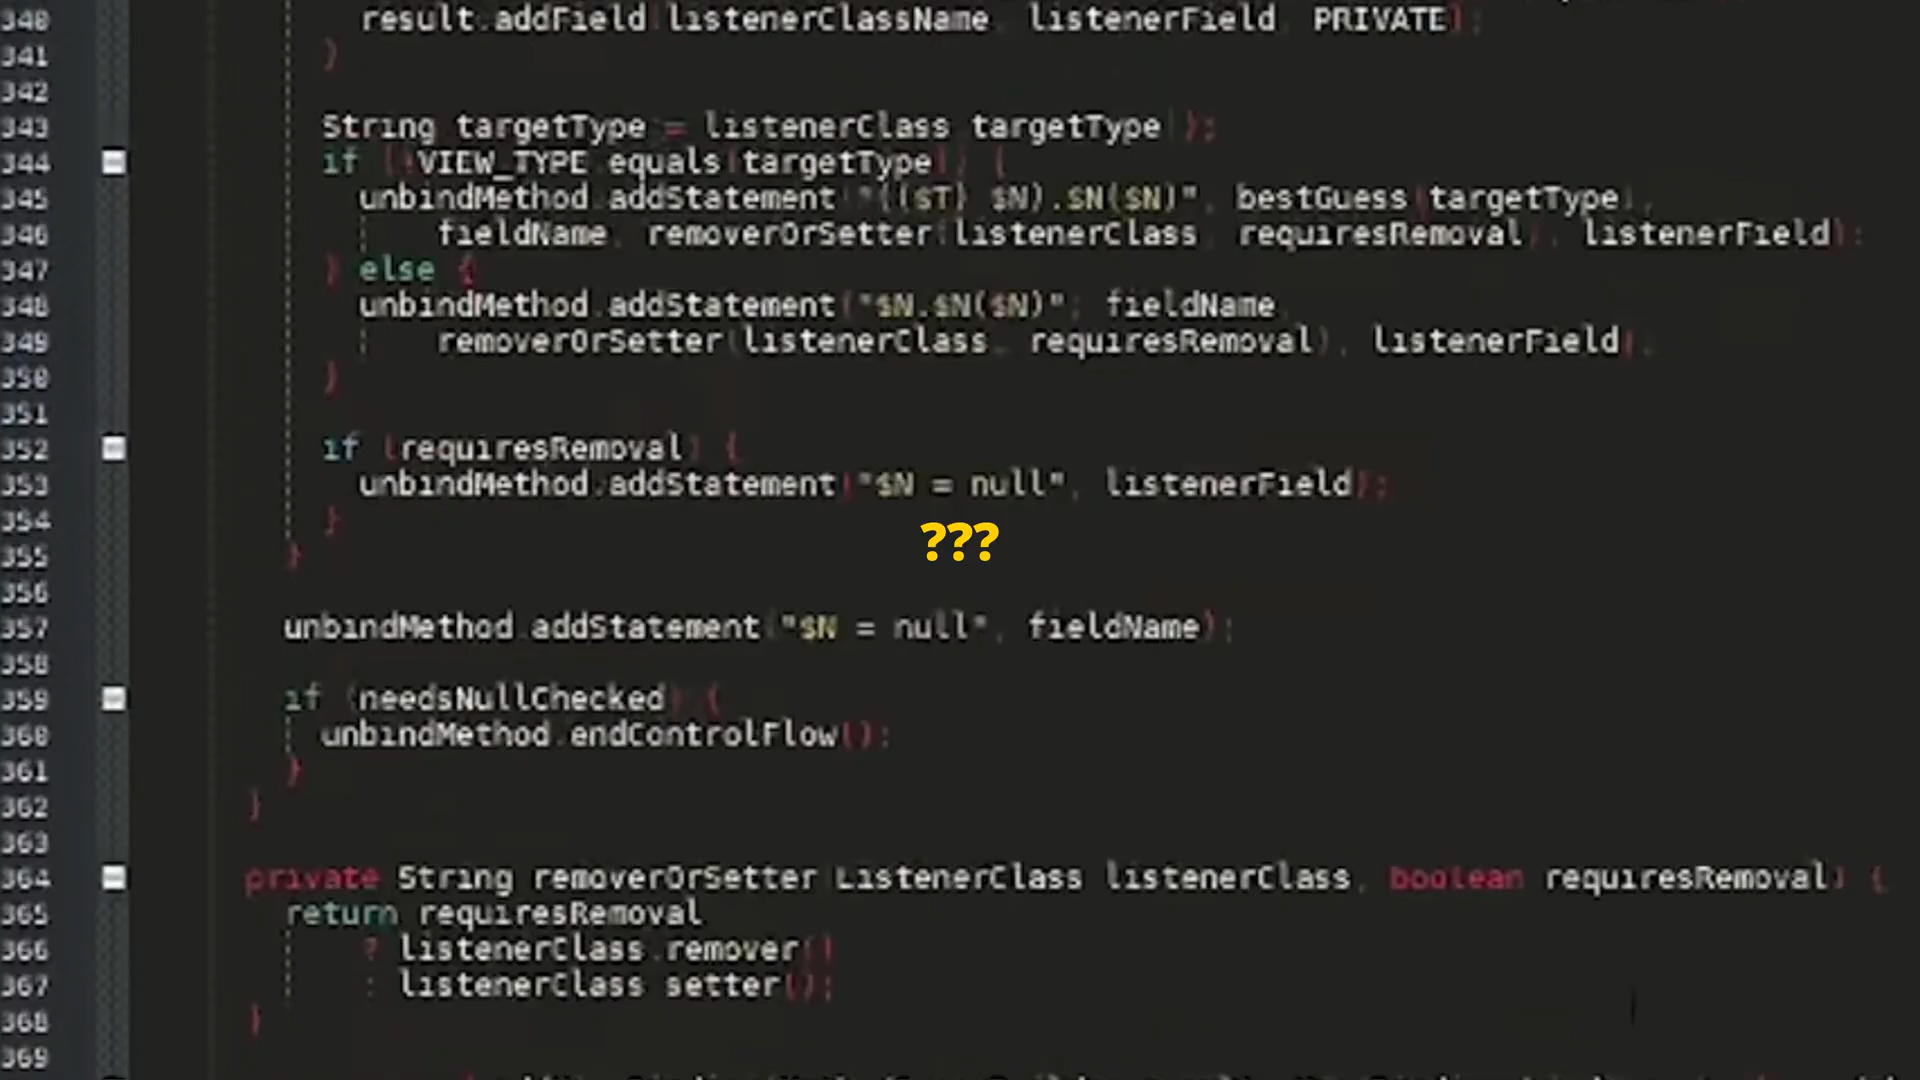 340 result.addField(listenerClassName, listenerField, PRIVATE);
341 }
342
343 String targetType = listenerClass.targetType();
344 if (!VIEW_TYPE.equals(targetType)) {
345 unbindMethod.addStatement("(($T) $N).$N($N)", bestGuess(targetType),
346 fieldName, removerOrSetter(listenerClass, requiresRemoval), listenerField);
347 } else {
348 unbindMethod.addStatement("$N.$N($N)", fieldName,
349 removerOrSetter(listenerClass, requiresRemoval), listenerField);
350 }
351
352 if (requiresRemoval) {
353 unbindMethod.addStatement("$N = null", listenerField);
354 }
???
355 }
356
357 unbindMethod.addStatement("$N = null", fieldName);
358
359 if (needsNullChecked) {
360 unbindMethod.endControlFlow();
361 }
362 }
363
364 private String removerOrSetter(ListenerClass listenerClass, boolean requiresRemoval) {
365 return requiresRemoval
366 ? listenerClass.remover()
367 : listenerClass.setter();
368 }
369